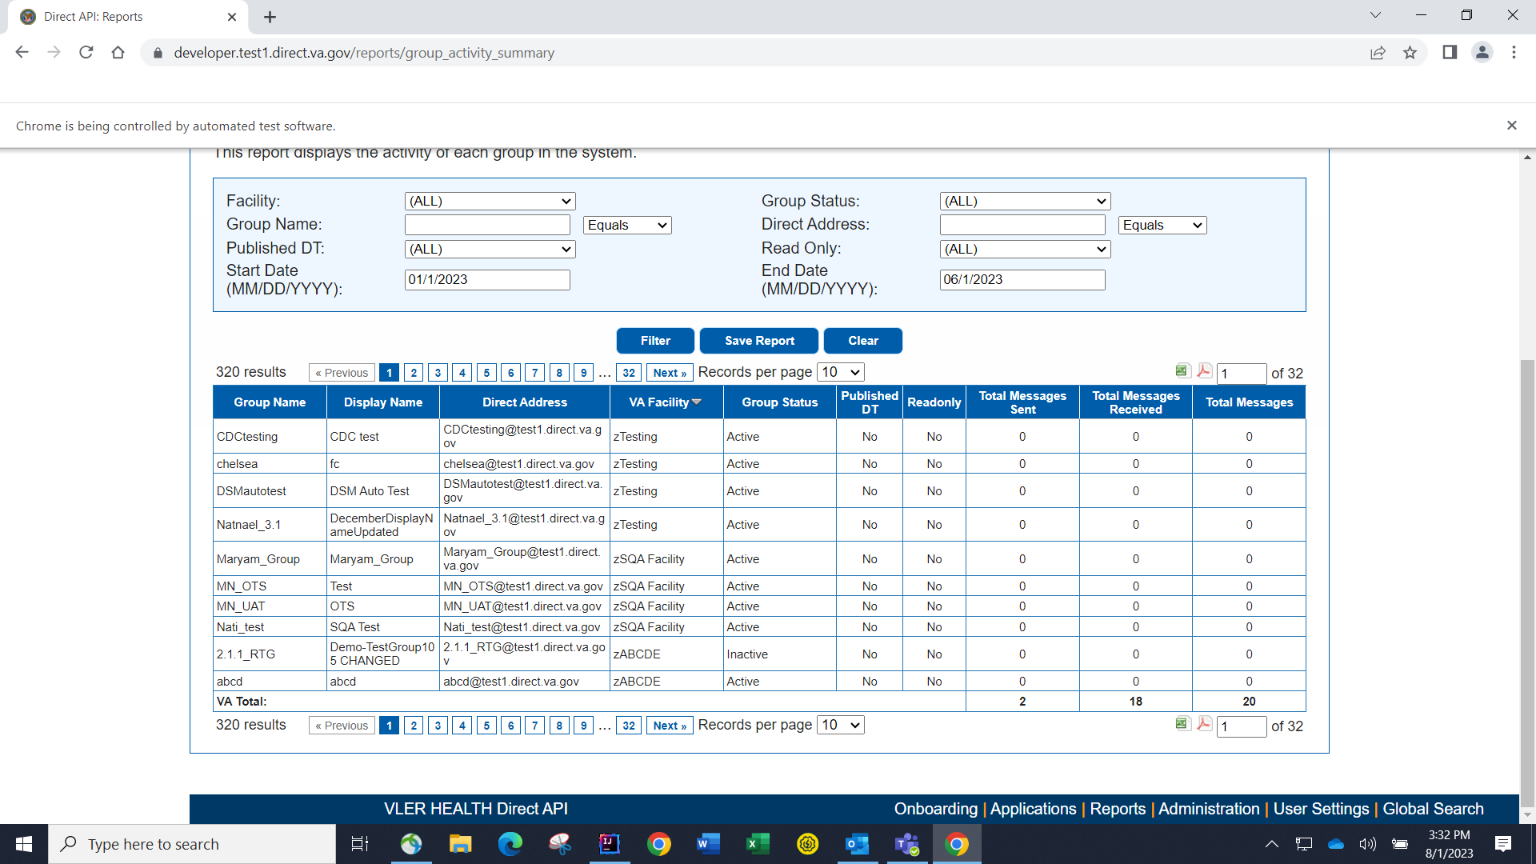 Direct API: Reports
developer.test1.direct.va.gov/reports/group_activity_summary
Chrome is being controlled by automated test software.
This report displays the activity of each group in the system.
Facility: (ALL) Group Status: (ALL)
Group Name: Equals Direct Address: Equals
Published DT: (ALL) Read Only: (ALL)
Start Date (MM/DD/YYYY): 01/1/2023 End Date (MM/DD/YYYY): 06/1/2023
Filter Save Report Clear
320 results « Previous 1 2 3 4 5 6 7 8 9 ... 32 Next » Records per page 10 1 of 32
Group Name Display Name Direct Address VA Facility Group Status Published DT Readonly Total Messages Sent Total Messages Received Total Messages
CDCtesting CDC test CDCtesting@test1.direct.va.gov zTesting Active No No 0 0 0
chelsea fc chelsea@test1.direct.va.gov zTesting Active No No 0 0 0
DSMautotest DSM Auto Test DSMautotest@test1.direct.va.gov zTesting Active No No 0 0 0
Natnael_3.1 DecemberDisplayNameUpdated Natnael_3.1@test1.direct.va.gov zTesting Active No No 0 0 0
Maryam_Group Maryam_Group Maryam_Group@test1.direct.va.gov zSQA Facility Active No No 0 0 0
MN_OTS Test MN_OTS@test1.direct.va.gov zSQA Facility Active No No 0 0 0
MN_UAT OTS MN_UAT@test1.direct.va.gov zSQA Facility Active No No 0 0 0
Nati_test SQA Test Nati_test@test1.direct.va.gov zSQA Facility Active No No 0 0 0
2.1.1_RTG Demo-TestGroup105 CHANGED 2.1.1_RTG@test1.direct.va.gov zABCDE Inactive No No 0 0 0
abcd abcd abcd@test1.direct.va.gov zABCDE Active No No 0 0 0
VA Total: 2 18 20
320 results « Previous 1 2 3 4 5 6 7 8 9 ... 32 Next » Records per page 10 1 of 32
VLER HEALTH Direct API Onboarding | Applications | Reports | Administration | User Settings | Global Search
Type here to search
3:32 PM
8/1/2023